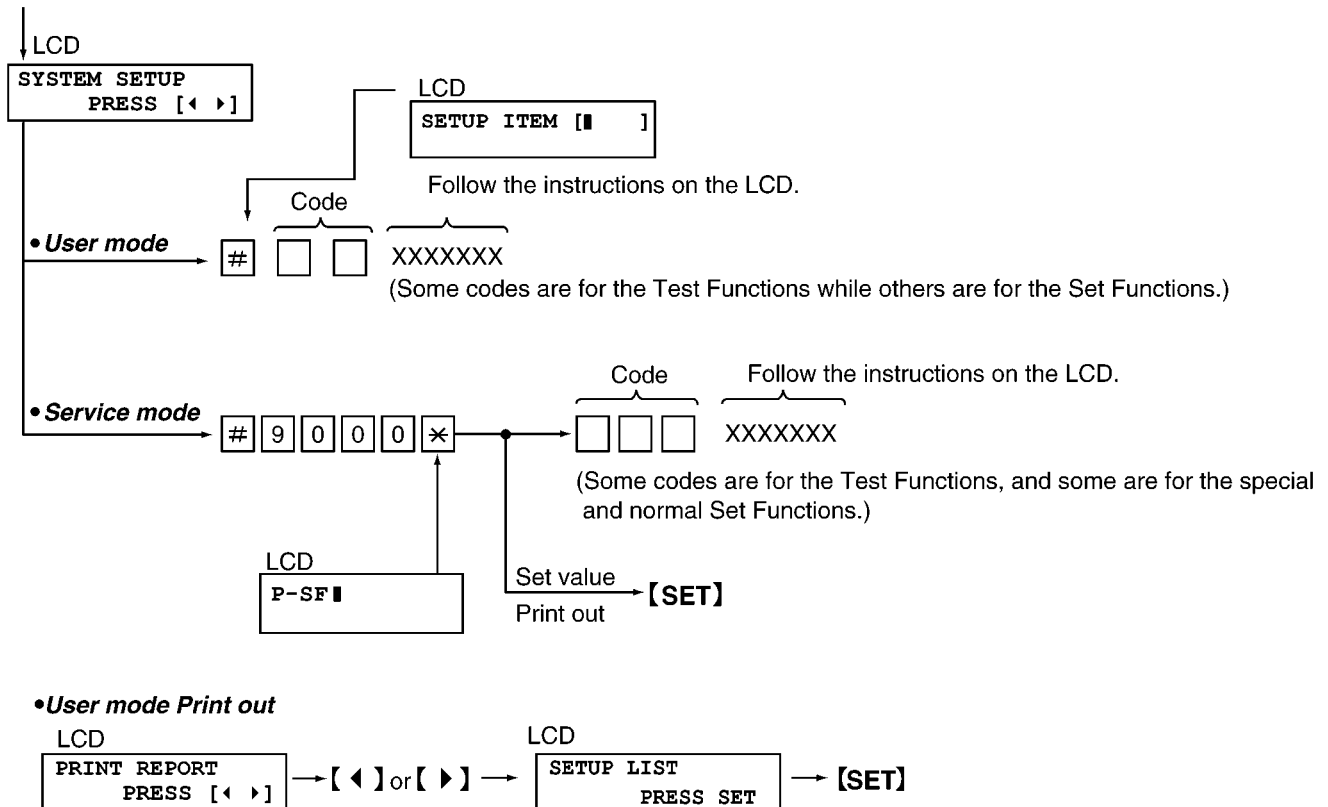 LCD
SYSTEM SETUP
PRESS [◂ ▸]
LCD
SETUP ITEM [▮ ]
Follow the instructions on the LCD.
Code
• User mode
# □ □ XXXXXXX
(Some codes are for the Test Functions while others are for the Set Functions.)
Code
Follow the instructions on the LCD.
• Service mode
# 9 0 0 0 * □ □ □ XXXXXXX
(Some codes are for the Test Functions, and some are for the special
and normal Set Functions.)
LCD
P-SF▮
Set value
Print out
【SET】
•User mode Print out
LCD
PRINT REPORT
PRESS [◂ ▸]
【◂】or【▸】
LCD
SETUP LIST
PRESS SET
【SET】